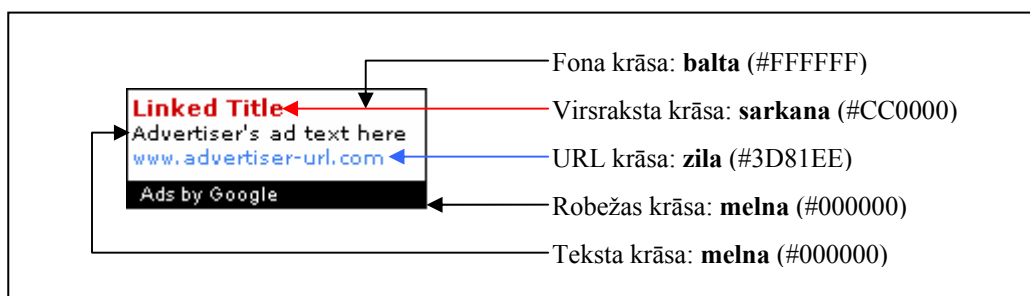 Linked Title
Advertiser's ad text here
www.advertiser-url.com
Ads by Google
Fona krāsa: balta (#FFFFFF)
Virsraksta krāsa: sarkana (#CC0000)
URL krāsa: zila (#3D81EE)
Robežas krāsa: melna (#000000)
Teksta krāsa: melna (#000000)